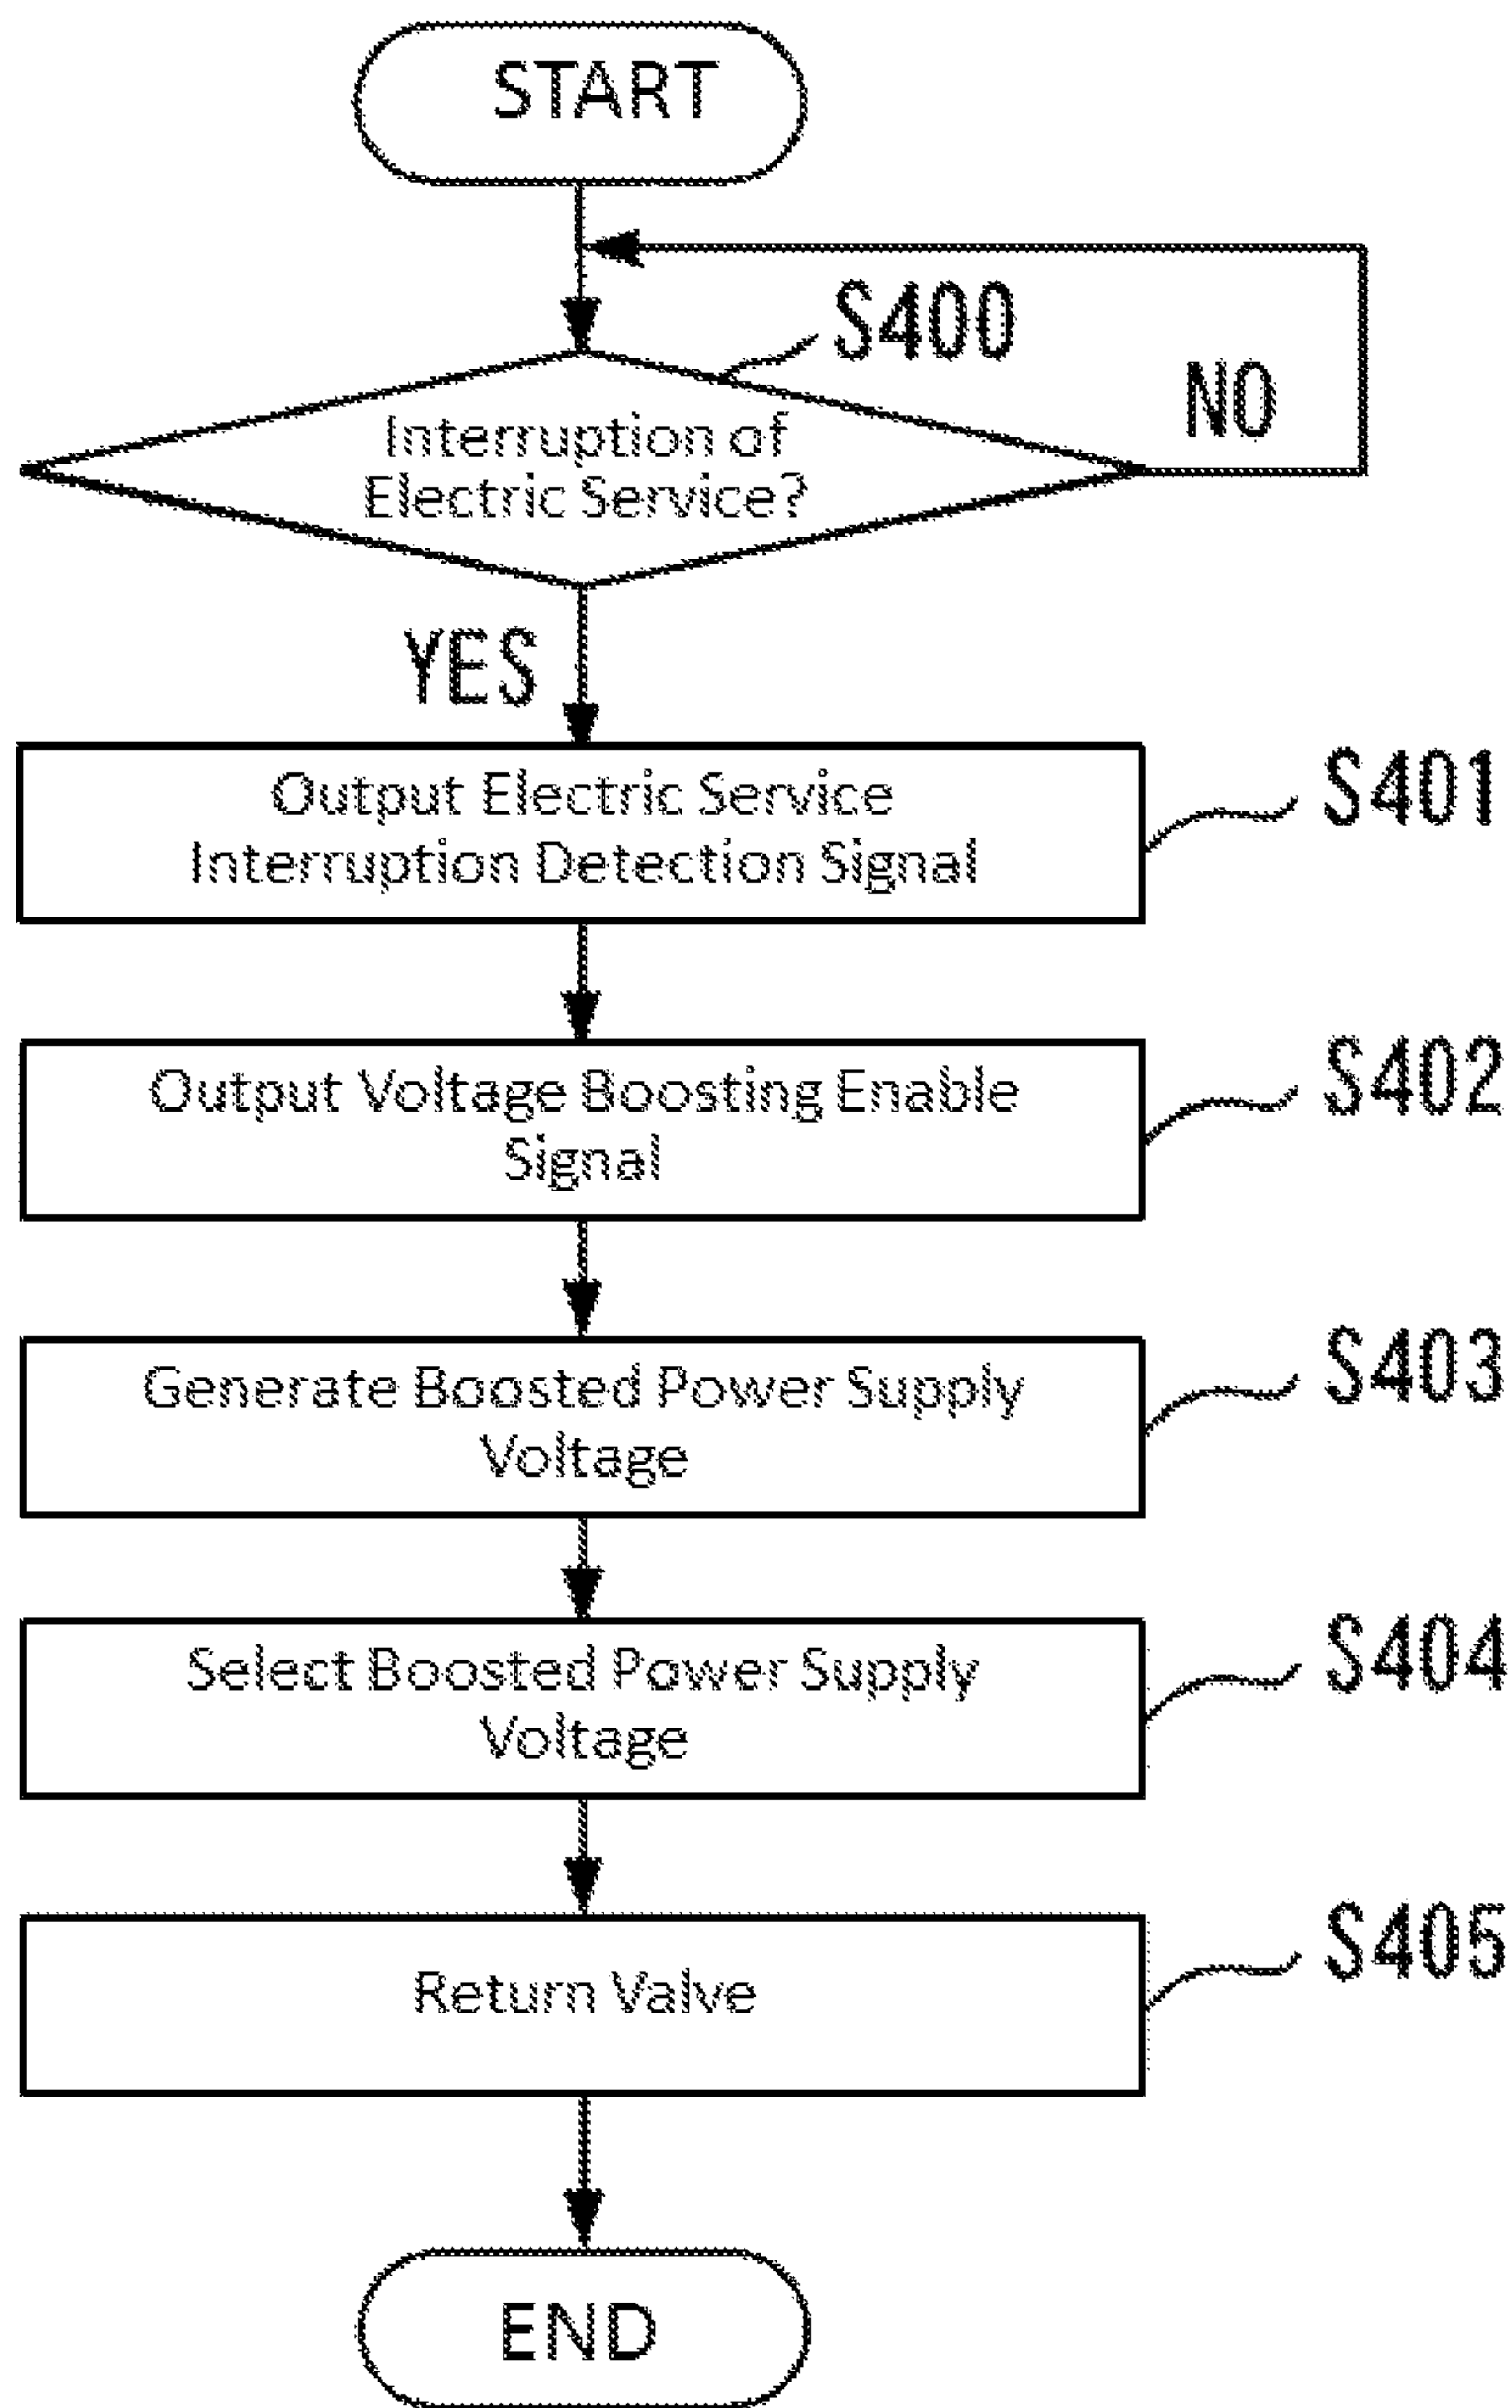 START
S400
NO
Interruption of
Electric Service?
YES
Output Electric Service
Interruption Detection Signal
S401
Output Voltage Boosting Enable
Signal
S402
Generate Boosted Power Supply
Voltage
S403
Select Boosted Power Supply
Voltage
S404
Return Valve
S405
END